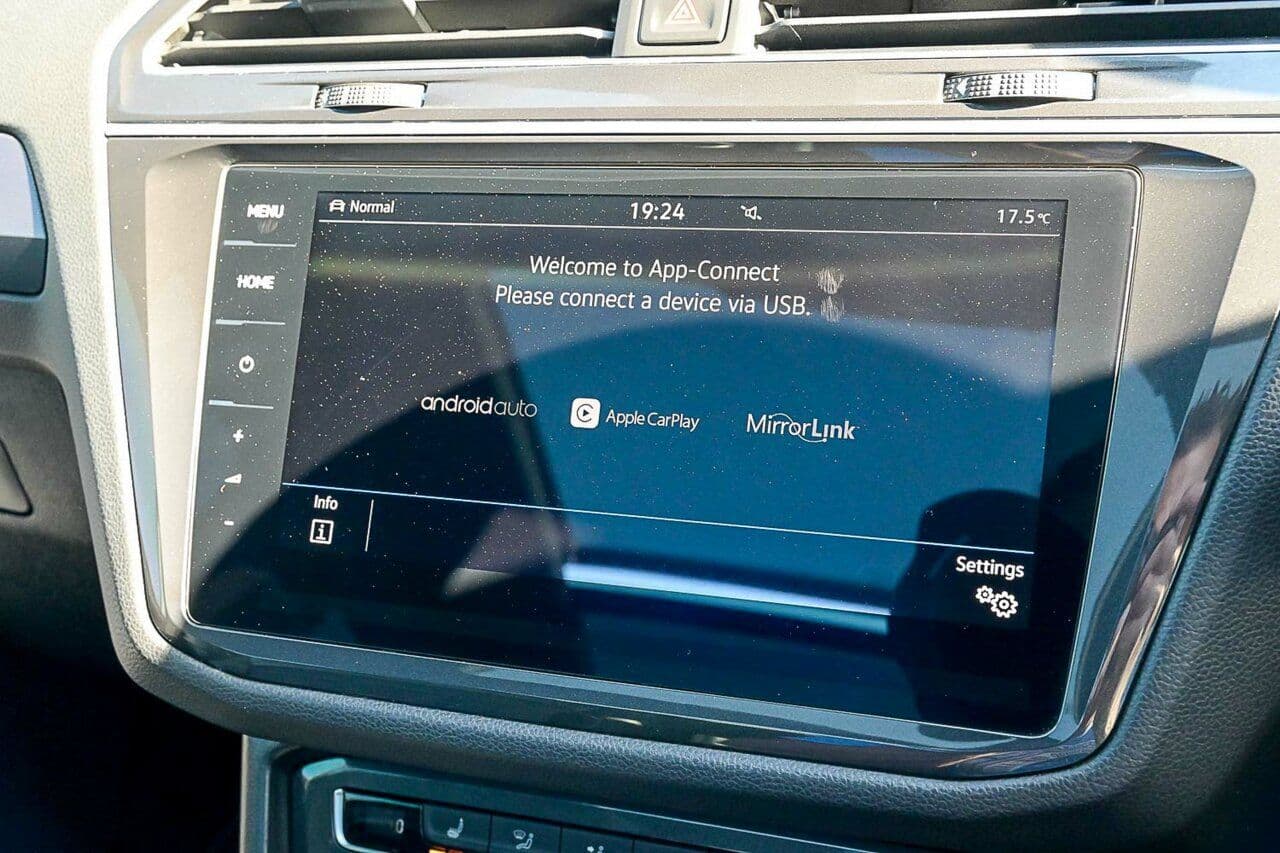 MENU
Normal
19:24
17.5°C
HOME
Welcome to App-Connect
Please connect a device via USB.
androidauto
Apple CarPlay
MirrorLink
Info
i
Settings
0